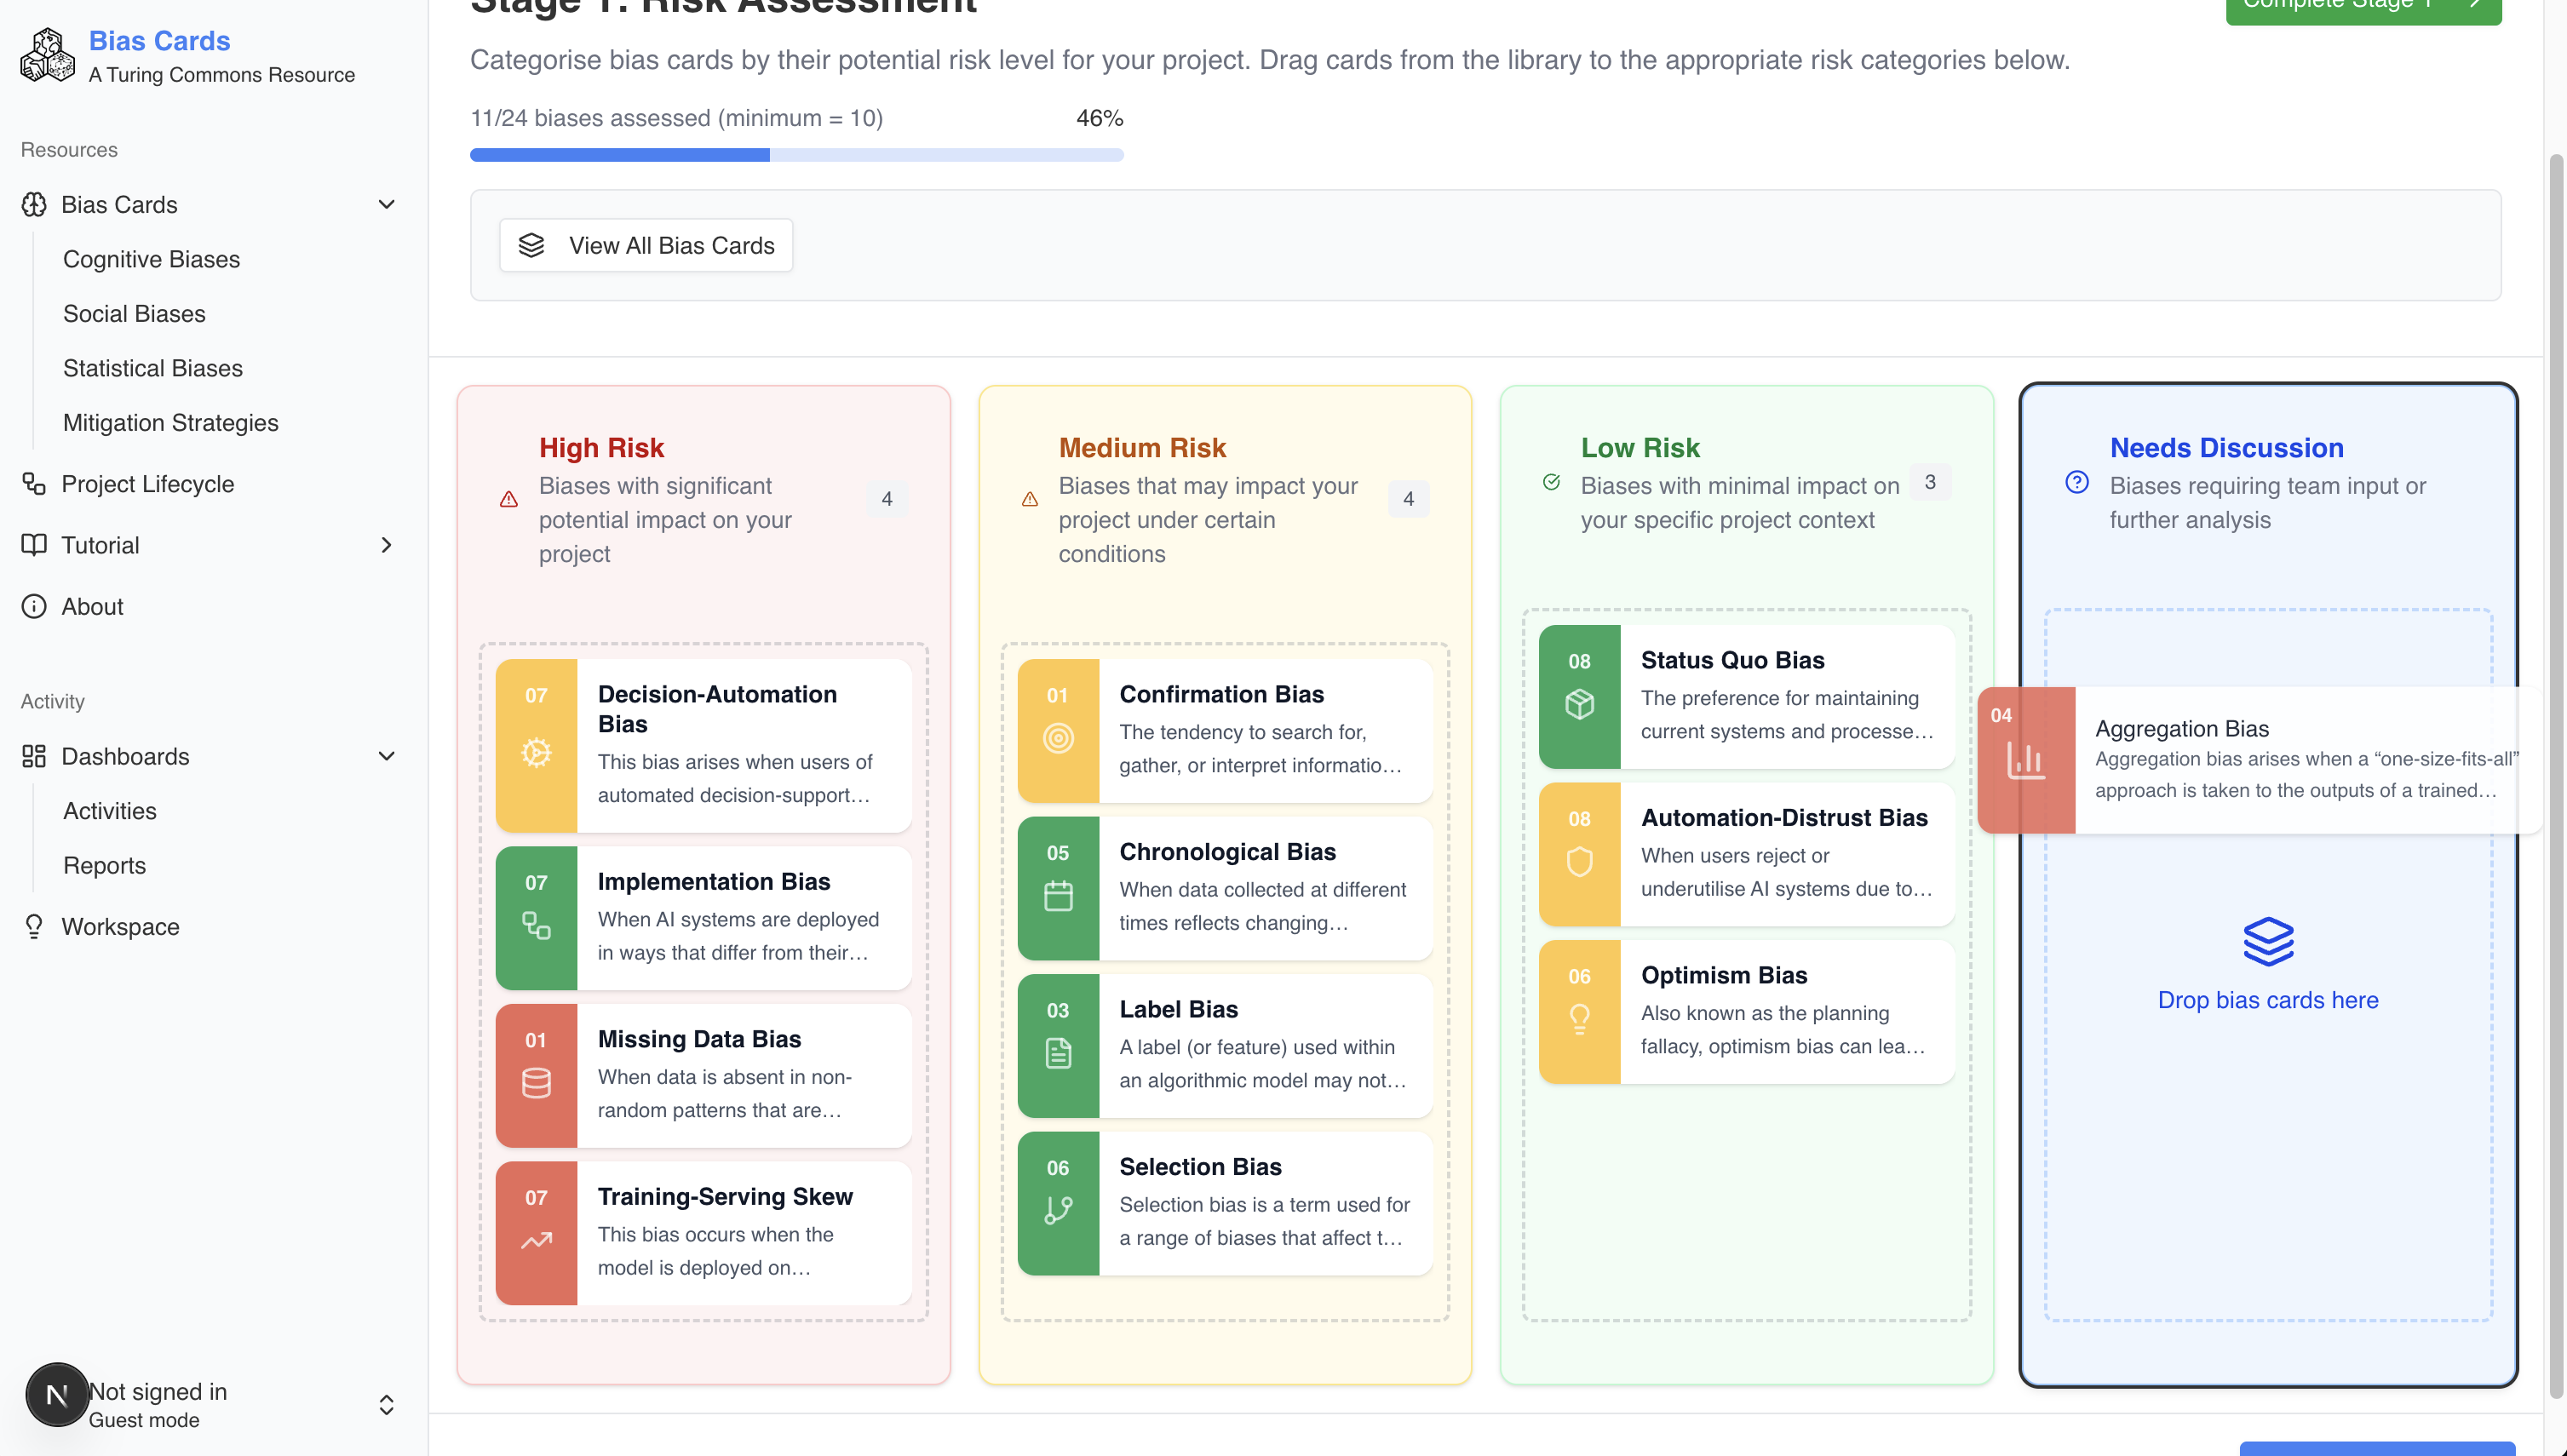 Bias Cards
A Turing Commons Resource
Resources
Bias Cards
Cognitive Biases
Social Biases
Statistical Biases
Mitigation Strategies
Project Lifecycle
Tutorial
About
Activity
Dashboards
Activities
Reports
Workspace
N
Not signed in
Guest mode
Stage 1: Risk Assessment
Complete Stage 1
Categorise bias cards by their potential risk level for your project. Drag cards from the library to the appropriate risk categories below.
11/24 biases assessed (minimum = 10)
46%
View All Bias Cards
High Risk
Biases with significant
potential impact on your
project
4
07
Decision-Automation
Bias
This bias arises when users of
automated decision-support…
07
Implementation Bias
When AI systems are deployed
in ways that differ from their…
01
Missing Data Bias
When data is absent in non-
random patterns that are…
07
Training-Serving Skew
This bias occurs when the
model is deployed on…
Medium Risk
Biases that may impact your
project under certain
conditions
4
01
Confirmation Bias
The tendency to search for,
gather, or interpret informatio…
05
Chronological Bias
When data collected at different
times reflects changing…
03
Label Bias
A label (or feature) used within
an algorithmic model may not…
06
Selection Bias
Selection bias is a term used for
a range of biases that affect t…
Low Risk
Biases with minimal impact on
your specific project context
3
08
Status Quo Bias
The preference for maintaining
current systems and processe…
08
Automation-Distrust Bias
When users reject or
underutilise AI systems due to…
06
Optimism Bias
Also known as the planning
fallacy, optimism bias can lea…
Needs Discussion
Biases requiring team input or
further analysis
04
Aggregation Bias
Aggregation bias arises when a “one-size-fits-all”
approach is taken to the outputs of a trained…
Drop bias cards here